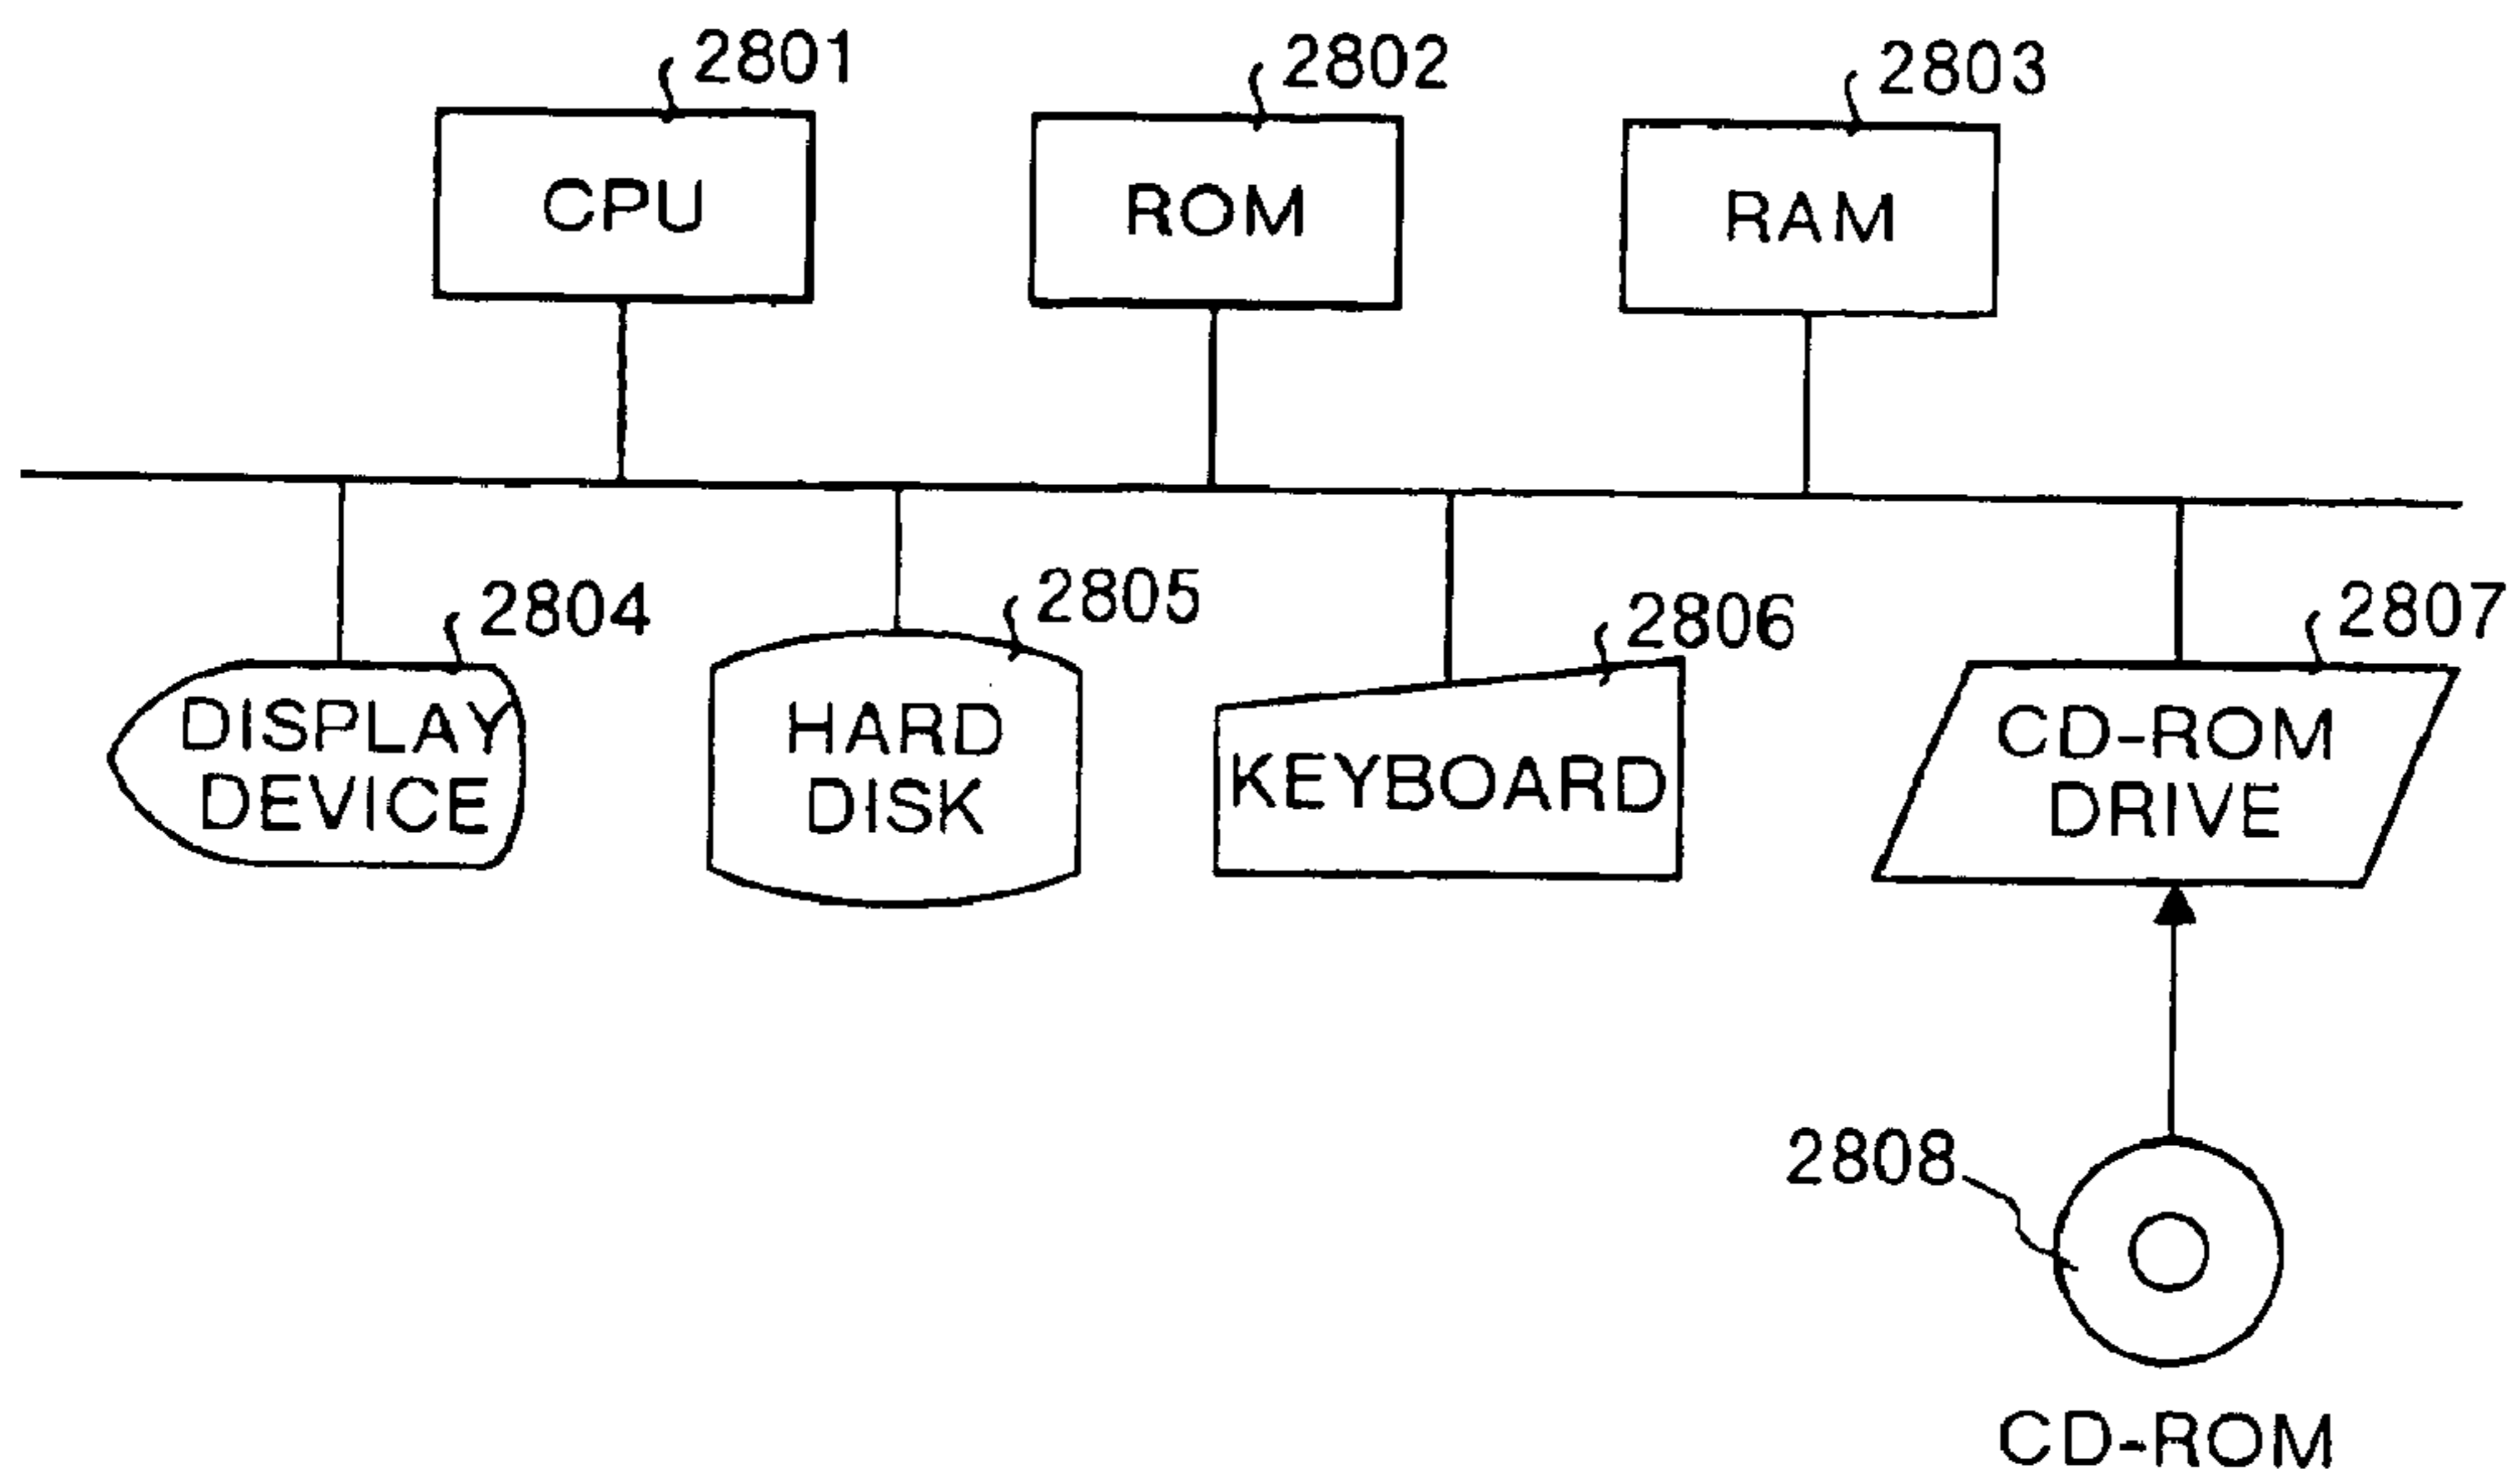 2801
2802
2803
CPU
ROM
RAM
2804
2805
2806
2807
DISPLAY
DEVICE
HARD
DISK
KEYBOARD
CD-ROM
DRIVE
2808
CD-ROM